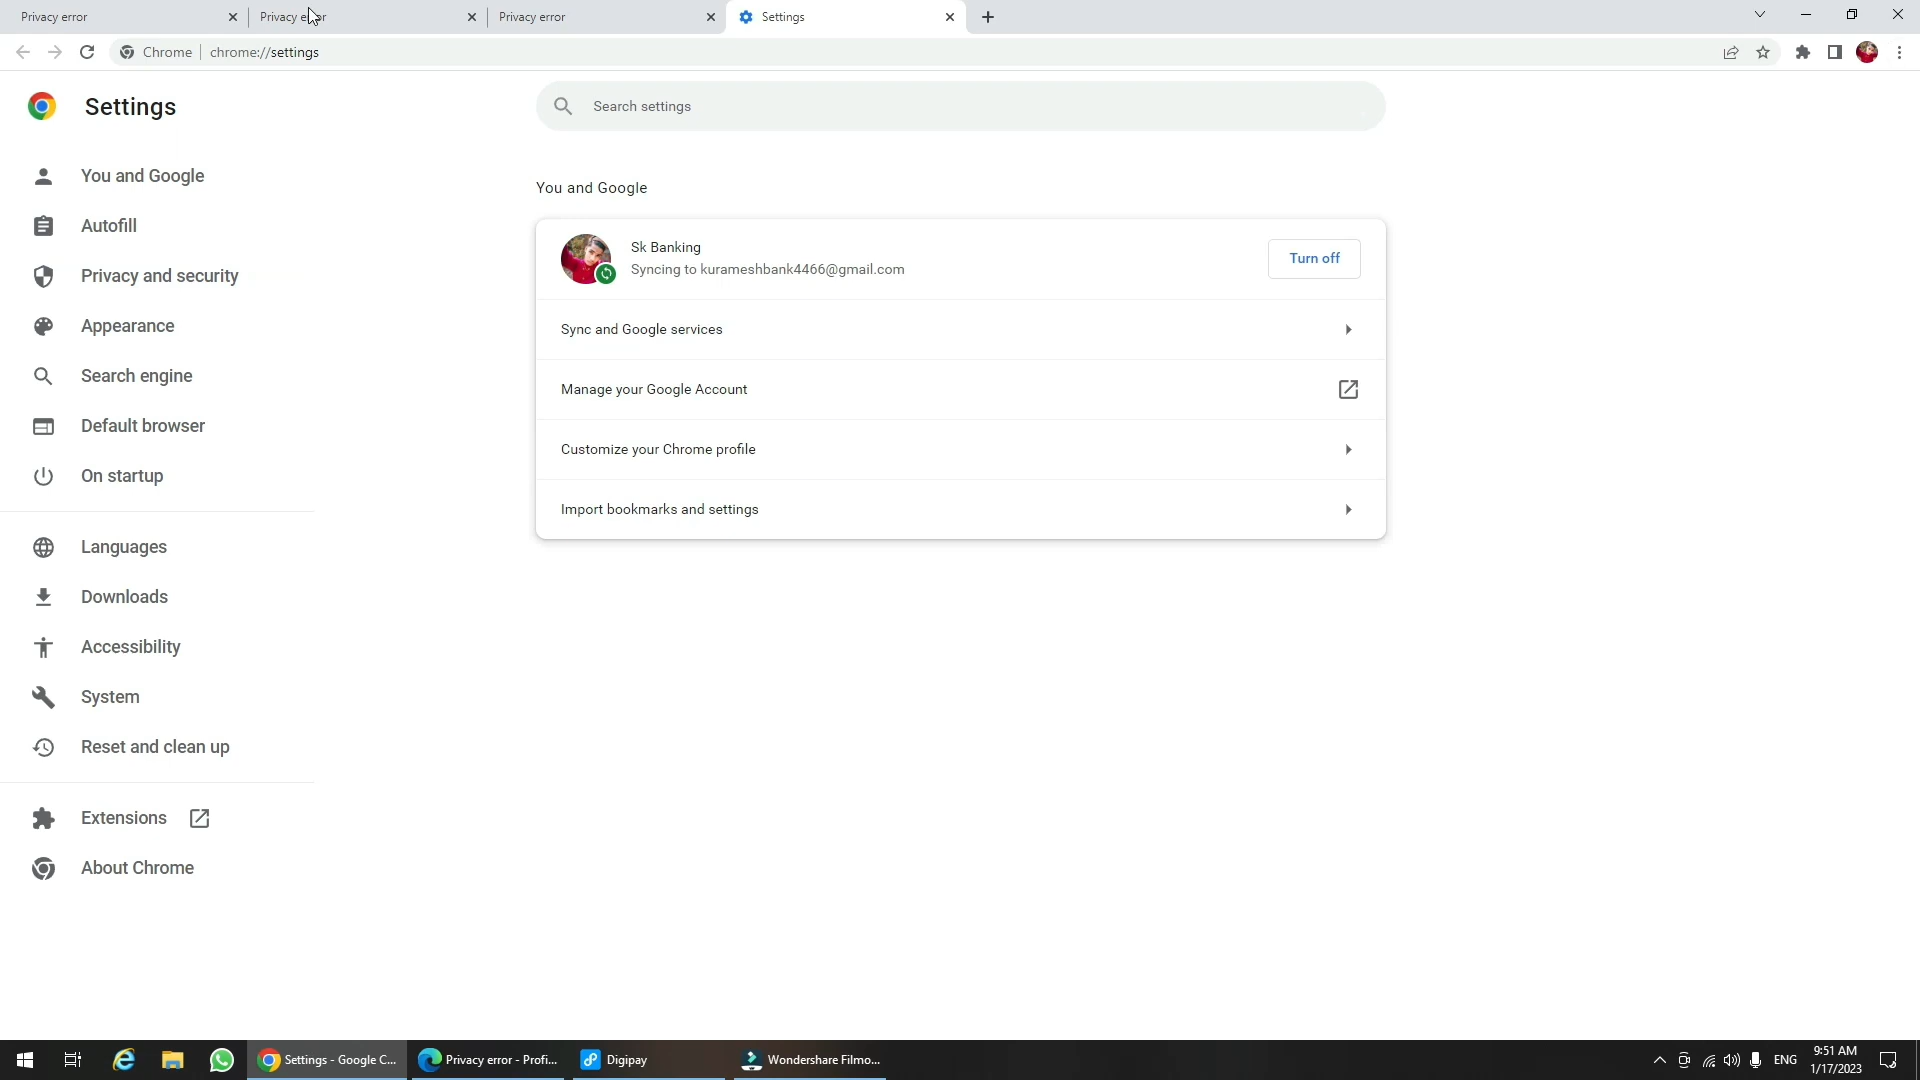 Privacy error
Privacy error
Privacy error
Settings
Chrome
chrome://settings
Settings
Search settings
You and Google
Autofill
Privacy and security
Appearance
Search engine
Default browser
On startup
Languages
Downloads
Accessibility
System
Reset and clean up
Extensions
About Chrome
You and Google
Sk Banking
Syncing to kurameshbank4466@gmail.com
Turn off
Sync and Google services
Manage your Google Account
Customize your Chrome profile
Import bookmarks and settings
Settings - Google C...
Privacy error - Profi...
Digipay
Wondershare Filmo...
ENG
9:51 AM
1/17/2023